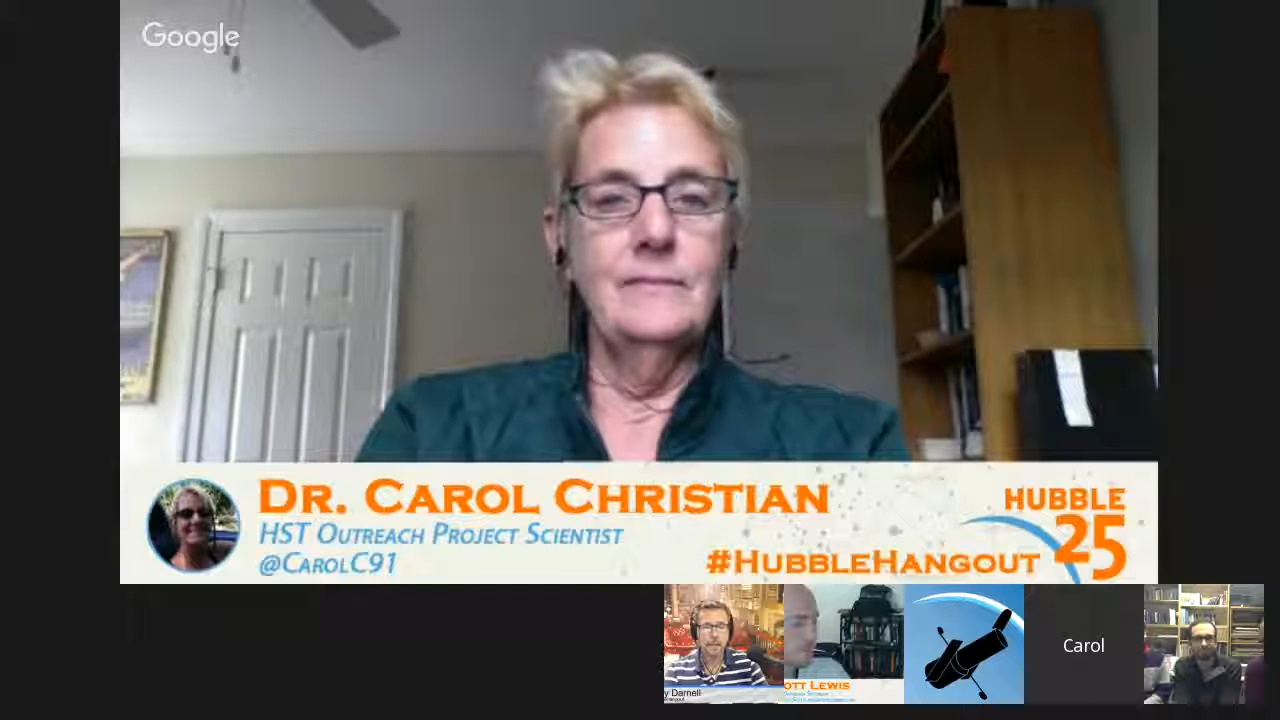 Google
DR. CAROL CHRISTIAN
HST OUTREACH PROJECT SCIENTIST
@CAROLC91
HUBBLE
25
#HUBBLEHANGOUT
y Darnell
OTT LEWIS
Carol